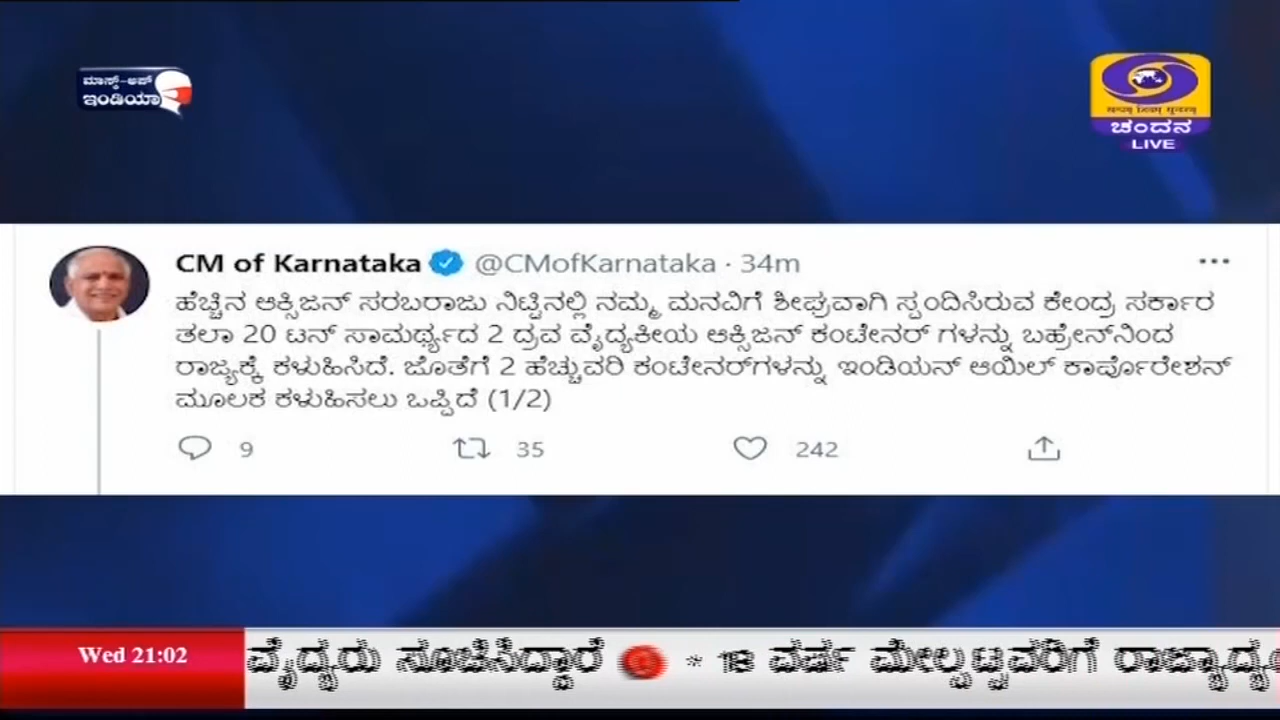 ಮಾಸ್ಕ್-ಅಪ್
ಇಂಡಿಯಾ
ಚಂದನ
LIVE
CM of Karnataka @CMofKarnataka · 34m
ಹೆಚ್ಚಿನ ಆಕ್ಸಿಜನ್ ಸರಬರಾಜು ನಿಟ್ಟಿನಲ್ಲಿ ನಮ್ಮ ಮನವಿಗೆ ಶೀಘ್ರವಾಗಿ ಸ್ಪಂದಿಸಿರುವ ಕೇಂದ್ರ ಸರ್ಕಾರ
ತಲಾ 20 ಟನ್ ಸಾಮರ್ಥ್ಯದ 2 ದ್ರವ ವೈದ್ಯಕೀಯ ಆಕ್ಸಿಜನ್ ಕಂಟೇನರ್ ಗಳನ್ನು ಬಹ್ರೇನ್‌ನಿಂದ
ರಾಜ್ಯಕ್ಕೆ ಕಳುಹಿಸಿದೆ. ಜೊತೆಗೆ 2 ಹೆಚ್ಚುವರಿ ಕಂಟೇನರ್‌ಗಳನ್ನು ಇಂಡಿಯನ್ ಆಯಿಲ್ ಕಾರ್ಪೊರೇಶನ್
ಮೂಲಕ ಕಳುಹಿಸಲು ಒಪ್ಪಿದೆ (1/2)
9 35 242
Wed 21:02 ವೈದ್ಯರು ಸೂಚಿಸಿದ್ದಾರೆ * 18 ವರ್ಷ ಮೇಲ್ಪಟ್ಟವರಿಗೆ ರಾಜ್ಯಾದ್ಯಂ